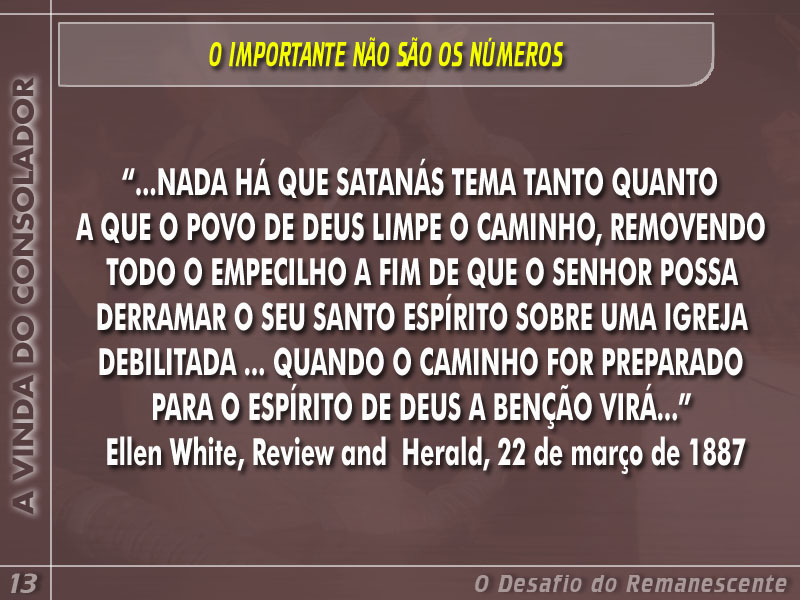 O IMPORTANTE NÃO SÃO OS NÚMEROS
A VINDA DO CONSOLADOR
“...NADA HÁ QUE SATANÁS TEMA TANTO QUANTO
A QUE O POVO DE DEUS LIMPE O CAMINHO, REMOVENDO
TODO O EMPECILHO A FIM DE QUE O SENHOR POSSA
DERRAMAR O SEU SANTO ESPÍRITO SOBRE UMA IGREJA
DEBILITADA ... QUANDO O CAMINHO FOR PREPARADO
PARA O ESPÍRITO DE DEUS A BENÇÃO VIRÁ...”
Ellen White, Review and Herald, 22 de março de 1887
13
O Desafio do Remanescente